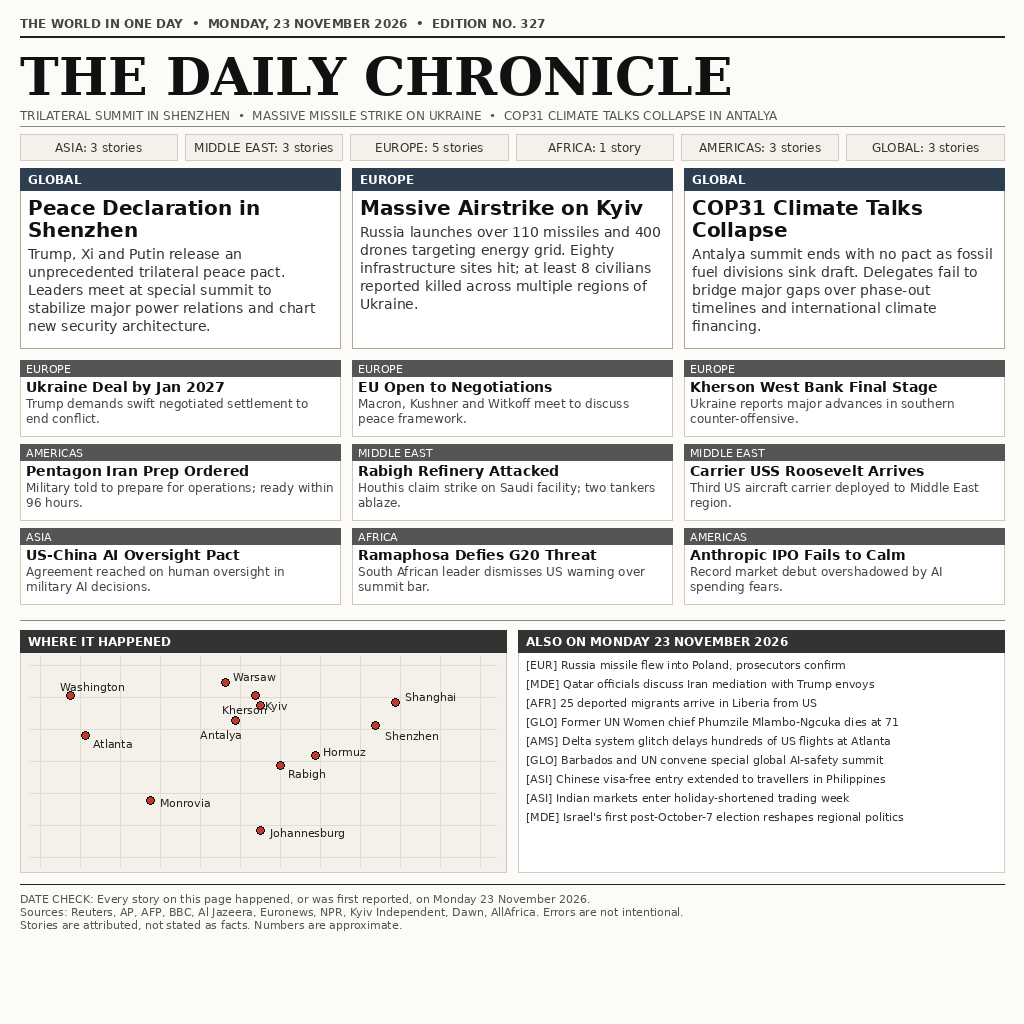 THE WORLD IN ONE DAY • MONDAY, 23 NOVEMBER 2026 • EDITION NO. 327
THE DAILY CHRONICLE
TRILATERAL SUMMIT IN SHENZHEN • MASSIVE MISSILE STRIKE ON UKRAINE • COP31 CLIMATE TALKS COLLAPSE IN ANTALYA
ASIA: 3 stories
MIDDLE EAST: 3 stories
EUROPE: 5 stories
AFRICA: 1 story
AMERICAS: 3 stories
GLOBAL: 3 stories
GLOBAL
Peace Declaration in
Shenzhen
Trump, Xi and Putin release an
unprecedented trilateral peace pact.
Leaders meet at special summit to
stabilize major power relations and chart
new security architecture.
EUROPE
Massive Airstrike on Kyiv
Russia launches over 110 missiles and 400
drones targeting energy grid. Eighty
infrastructure sites hit; at least 8 civilians
reported killed across multiple regions of
Ukraine.
GLOBAL
COP31 Climate Talks
Collapse
Antalya summit ends with no pact as fossil
fuel divisions sink draft. Delegates fail to
bridge major gaps over phase-out
timelines and international climate
financing.
EUROPE
Ukraine Deal by Jan 2027
Trump demands swift negotiated settlement to
end conflict.
EUROPE
EU Open to Negotiations
Macron, Kushner and Witkoff meet to discuss
peace framework.
EUROPE
Kherson West Bank Final Stage
Ukraine reports major advances in southern
counter-offensive.
AMERICAS
Pentagon Iran Prep Ordered
Military told to prepare for operations; ready within
96 hours.
MIDDLE EAST
Rabigh Refinery Attacked
Houthis claim strike on Saudi facility; two tankers
ablaze.
MIDDLE EAST
Carrier USS Roosevelt Arrives
Third US aircraft carrier deployed to Middle East
region.
ASIA
US-China AI Oversight Pact
Agreement reached on human oversight in
military AI decisions.
AFRICA
Ramaphosa Defies G20 Threat
South African leader dismisses US warning over
summit bar.
AMERICAS
Anthropic IPO Fails to Calm
Record market debut overshadowed by AI
spending fears.
WHERE IT HAPPENED
Washington
Warsaw
Kyiv
Kherson
Shanghai
Antalya
Shenzhen
Atlanta
Hormuz
Rabigh
Monrovia
Johannesburg
ALSO ON MONDAY 23 NOVEMBER 2026
[EUR] Russia missile flew into Poland, prosecutors confirm
[MDE] Qatar officials discuss Iran mediation with Trump envoys
[AFR] 25 deported migrants arrive in Liberia from US
[GLO] Former UN Women chief Phumzile Mlambo-Ngcuka dies at 71
[AMS] Delta system glitch delays hundreds of US flights at Atlanta
[GLO] Barbados and UN convene special global AI-safety summit
[ASI] Chinese visa-free entry extended to travellers in Philippines
[ASI] Indian markets enter holiday-shortened trading week
[MDE] Israel's first post-October-7 election reshapes regional politics
DATE CHECK: Every story on this page happened, or was first reported, on Monday 23 November 2026.
Sources: Reuters, AP, AFP, BBC, Al Jazeera, Euronews, NPR, Kyiv Independent, Dawn, AllAfrica. Errors are not intentional.
Stories are attributed, not stated as facts. Numbers are approximate.